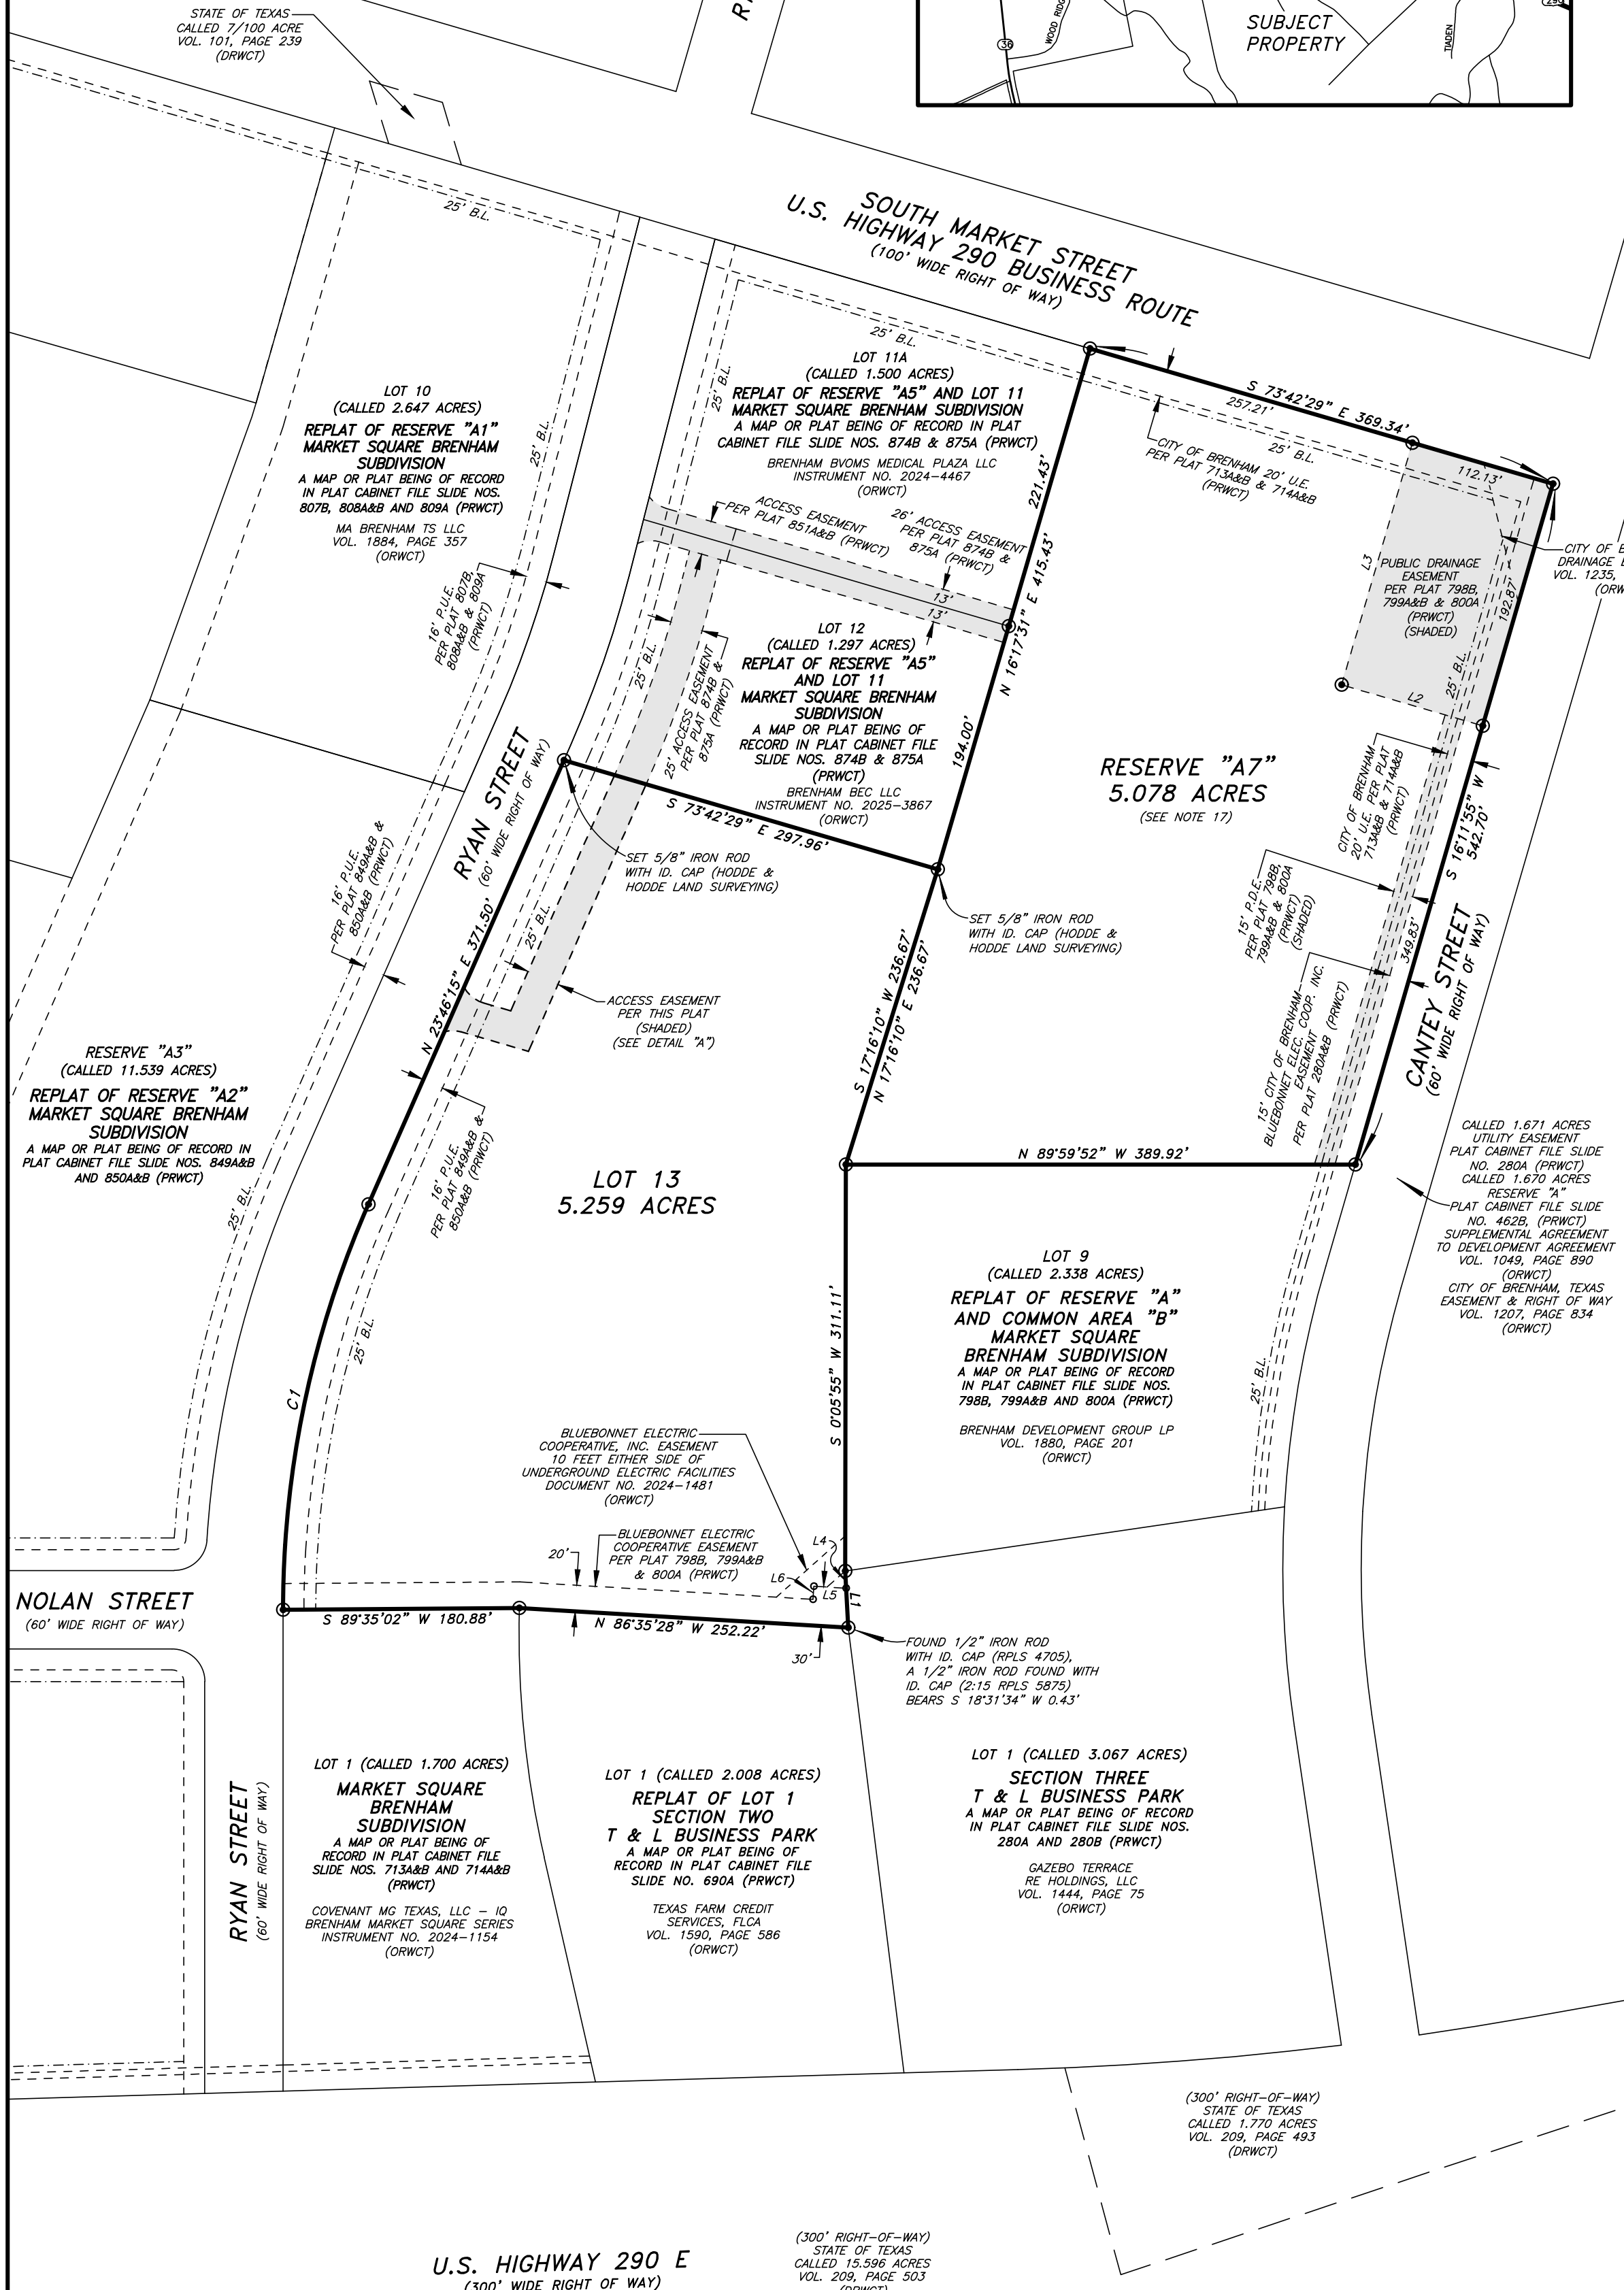 STATE OF TEXAS
CALLED 7/100 ACRE
VOL. 101, PAGE 239
(DRWCT)
36
WOOD RIDG
SUBJECT
PROPERTY
TIADEN
25' B.L.
SOUTH MARKET STREET
U.S. HIGHWAY 290 BUSINESS ROUTE
(100' WIDE RIGHT OF WAY)
LOT 10
(CALLED 2.647 ACRES)
REPLAT OF RESERVE "A1"
MARKET SQUARE BRENHAM
SUBDIVISION
A MAP OR PLAT BEING OF RECORD
IN PLAT CABINET FILE SLIDE NOS.
807B, 808A&B AND 809A (PRWCT)
MA BRENHAM TS LLC
VOL. 1884, PAGE 357
(ORWCT)
25' B.L.
16' P.U.E.
PER PLAT 807B,
808A&B & 809A
(PRWCT)
25' B.L.
25' B.L.
LOT 11A
(CALLED 1.500 ACRES)
REPLAT OF RESERVE "A5" AND LOT 11
MARKET SQUARE BRENHAM SUBDIVISION
A MAP OR PLAT BEING OF RECORD IN PLAT
CABINET FILE SLIDE NOS. 874B & 875A (PRWCT)
BRENHAM BVOMS MEDICAL PLAZA LLC
INSTRUMENT NO. 2024-4467
(ORWCT)
ACCESS EASEMENT
PER PLAT 851A&B (PRWCT)
26' ACCESS EASEMENT
PER PLAT 874B &
875A (PRWCT)
13'
13'
221.43'
N 16°17'31" E 415.43'
194.00'
S 73°42'29" E 369.34'
257.21'
25' B.L.
112.13'
CITY OF BRENHAM 20' U.E.
PER PLAT 713A&B & 714A&B
(PRWCT)
L3
PUBLIC DRAINAGE
EASEMENT
PER PLAT 798B,
799A&B & 800A
(PRWCT)
(SHADED)
192.87'
L2
25' B.L.
CITY OF B
DRAINAGE
VOL. 1235,
(ORW
LOT 12
(CALLED 1.297 ACRES)
REPLAT OF RESERVE "A5"
AND LOT 11
MARKET SQUARE BRENHAM
SUBDIVISION
A MAP OR PLAT BEING OF
RECORD IN PLAT CABINET FILE
SLIDE NOS. 874B & 875A
(PRWCT)
BRENHAM BEC LLC
INSTRUMENT NO. 2025-3867
(ORWCT)
25' B.L.
25' ACCESS EASEMENT
PER PLAT 874B &
875A (PRWCT)
RYAN STREET
(60' WIDE RIGHT OF WAY)
S 73°42'29" E 297.96'
SET 5/8" IRON ROD
WITH ID. CAP (HODDE &
HODDE LAND SURVEYING)
RESERVE "A7"
5.078 ACRES
(SEE NOTE 17)
CITY OF BRENHAM
20' U.E. PER PLAT
713A&B & 714A&B
(PRWCT)
S 16°11'55" W
542.70'
15' P.D.E.
PER PLAT 798B,
799A&B & 800A
(PRWCT)
(SHADED)
349.83'
15' CITY OF BRENHAM
BLUEBONNET ELEC. COOP. INC.
EASEMENT
PER PLAT 280A&B (PRWCT)
CANTEY STREET
(60' WIDE RIGHT OF WAY)
SET 5/8" IRON ROD
WITH ID. CAP (HODDE &
HODDE LAND SURVEYING)
16' P.U.E.
PER PLAT 849A&B &
850A&B (PRWCT)
N 23°46'15" E 371.50'
25' B.L.
S 17°16'10" W 236.67'
N 17°16'10" E 236.67'
ACCESS EASEMENT
PER THIS PLAT
(SHADED)
(SEE DETAIL "A")
RESERVE "A3"
(CALLED 11.539 ACRES)
REPLAT OF RESERVE "A2"
MARKET SQUARE BRENHAM
SUBDIVISION
A MAP OR PLAT BEING OF RECORD IN
PLAT CABINET FILE SLIDE NOS. 849A&B
AND 850A&B (PRWCT)
25' B.L.
16' P.U.E.
PER PLAT 849A&B &
850A&B (PRWCT)
LOT 13
5.259 ACRES
N 89°59'52" W 389.92'
CALLED 1.671 ACRES
UTILITY EASEMENT
PLAT CABINET FILE SLIDE
NO. 280A (PRWCT)
CALLED 1.670 ACRES
RESERVE "A"
PLAT CABINET FILE SLIDE
NO. 462B, (PRWCT)
SUPPLEMENTAL AGREEMENT
TO DEVELOPMENT AGREEMENT
VOL. 1049, PAGE 890
(ORWCT)
CITY OF BRENHAM, TEXAS
EASEMENT & RIGHT OF WAY
VOL. 1207, PAGE 834
(ORWCT)
25' B.L.
C1
S 0°05'55" W 311.11'
LOT 9
(CALLED 2.338 ACRES)
REPLAT OF RESERVE "A"
AND COMMON AREA "B"
MARKET SQUARE
BRENHAM SUBDIVISION
A MAP OR PLAT BEING OF RECORD
IN PLAT CABINET FILE SLIDE NOS.
798B, 799A&B AND 800A (PRWCT)
BRENHAM DEVELOPMENT GROUP LP
VOL. 1880, PAGE 201
(ORWCT)
25' B.L.
BLUEBONNET ELECTRIC
COOPERATIVE, INC. EASEMENT
10 FEET EITHER SIDE OF
UNDERGROUND ELECTRIC FACILITIES
DOCUMENT NO. 2024-1481
(ORWCT)
BLUEBONNET ELECTRIC
COOPERATIVE EASEMENT
PER PLAT 798B, 799A&B
& 800A (PRWCT)
20'
L4
L6
L5
L1
NOLAN STREET
(60' WIDE RIGHT OF WAY)
S 89°35'02" W 180.88'
N 86°35'28" W 252.22'
30'
FOUND 1/2" IRON ROD
WITH ID. CAP (RPLS 4705),
A 1/2" IRON ROD FOUND WITH
ID. CAP (2:15 RPLS 5875)
BEARS S 18°31'34" W 0.43'
RYAN STREET
(60' WIDE RIGHT OF WAY)
LOT 1 (CALLED 1.700 ACRES)
MARKET SQUARE
BRENHAM
SUBDIVISION
A MAP OR PLAT BEING OF
RECORD IN PLAT CABINET FILE
SLIDE NOS. 713A&B AND 714A&B
(PRWCT)
COVENANT MG TEXAS, LLC - IQ
BRENHAM MARKET SQUARE SERIES
INSTRUMENT NO. 2024-1154
(ORWCT)
LOT 1 (CALLED 2.008 ACRES)
REPLAT OF LOT 1
SECTION TWO
T & L BUSINESS PARK
A MAP OR PLAT BEING OF
RECORD IN PLAT CABINET FILE
SLIDE NO. 690A (PRWCT)
TEXAS FARM CREDIT
SERVICES, FLCA
VOL. 1590, PAGE 586
(ORWCT)
LOT 1 (CALLED 3.067 ACRES)
SECTION THREE
T & L BUSINESS PARK
A MAP OR PLAT BEING OF RECORD
IN PLAT CABINET FILE SLIDE NOS.
280A AND 280B (PRWCT)
GAZEBO TERRACE
RE HOLDINGS, LLC
VOL. 1444, PAGE 75
(ORWCT)
(300' RIGHT-OF-WAY)
STATE OF TEXAS
CALLED 1.770 ACRES
VOL. 209, PAGE 493
(DRWCT)
U.S. HIGHWAY 290 E
(300' WIDE RIGHT OF WAY)
(300' RIGHT-OF-WAY)
STATE OF TEXAS
CALLED 15.596 ACRES
VOL. 209, PAGE 503